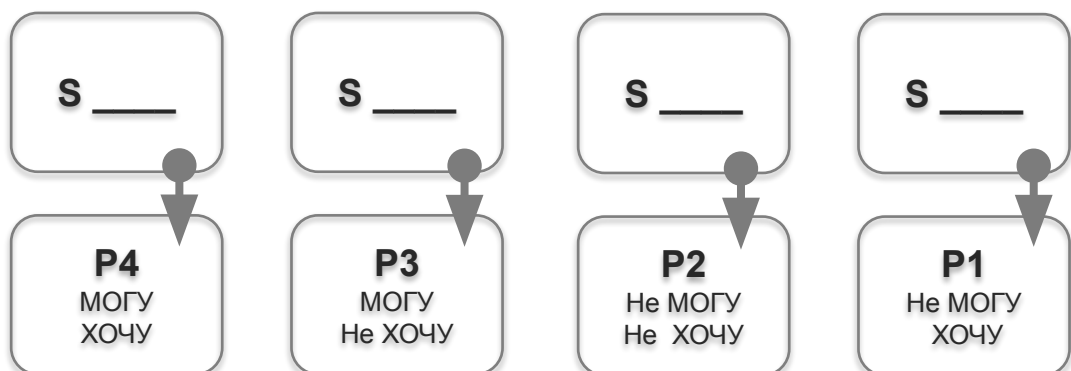 S ____
S ____
S ____
S ____
P4
МОГУ
ХОЧУ
P3
МОГУ
Не ХОЧУ
P2
Не МОГУ
Не ХОЧУ
P1
Не МОГУ
ХОЧУ